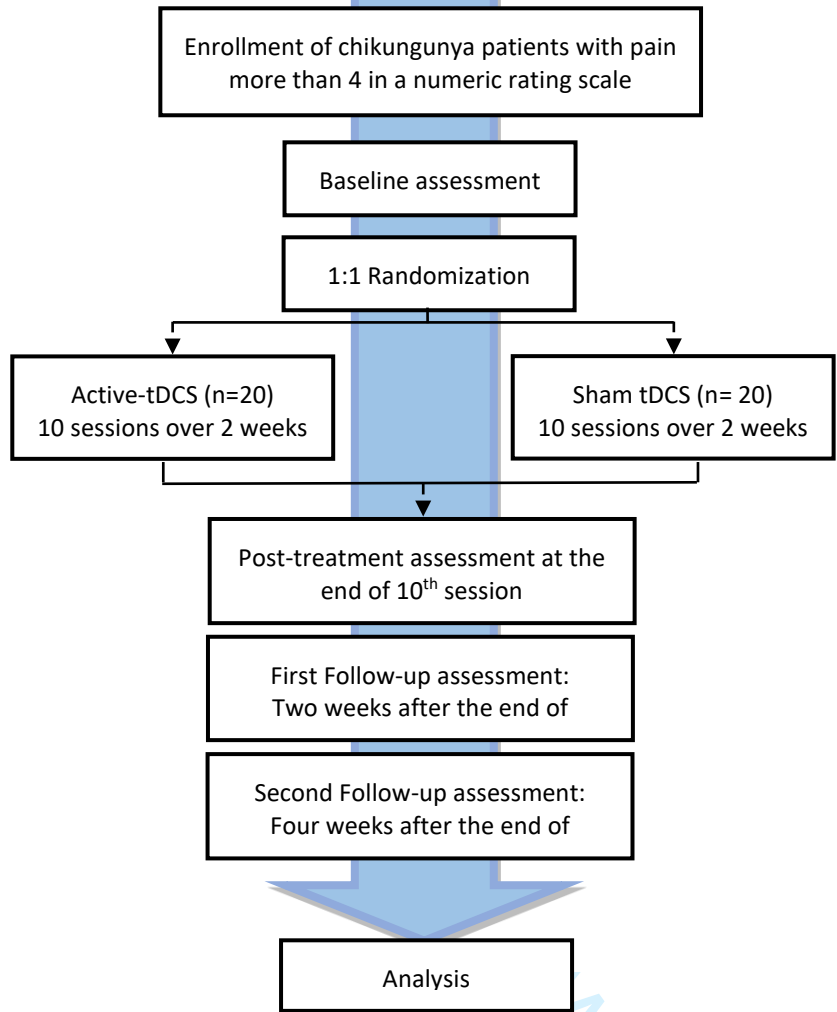 Enrollment of chikungunya patients with pain
more than 4 in a numeric rating scale
Baseline assessment
1:1 Randomization
Active-tDCS (n=20)
10 sessions over 2 weeks
Sham tDCS (n= 20)
10 sessions over 2 weeks
Post-treatment assessment at the
end of 10th session
First Follow-up assessment:
Two weeks after the end of
Second Follow-up assessment:
Four weeks after the end of
Analysis